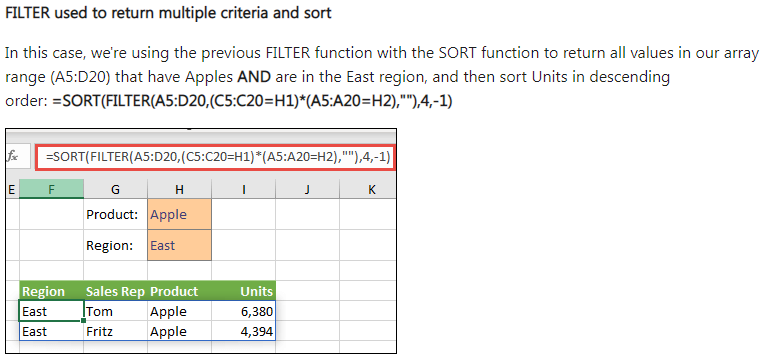 FILTER used to return multiple criteria and sort
In this case, we're using the previous FILTER function with the SORT function to return all values in our array
range (A5:D20) that have Apples AND are in the East region, and then sort Units in descending
order: =SORT(FILTER(A5:D20,(C5:C20=H1)*(A5:A20=H2),""),4,-1)
fx =SORT(FILTER(A5:D20,(C5:C20=H1)*(A5:A20=H2),""),4,-1)
E F G H I J K
Product: Apple
Region: East
Region Sales Rep Product Units
East Tom Apple 6,380
East Fritz Apple 4,394